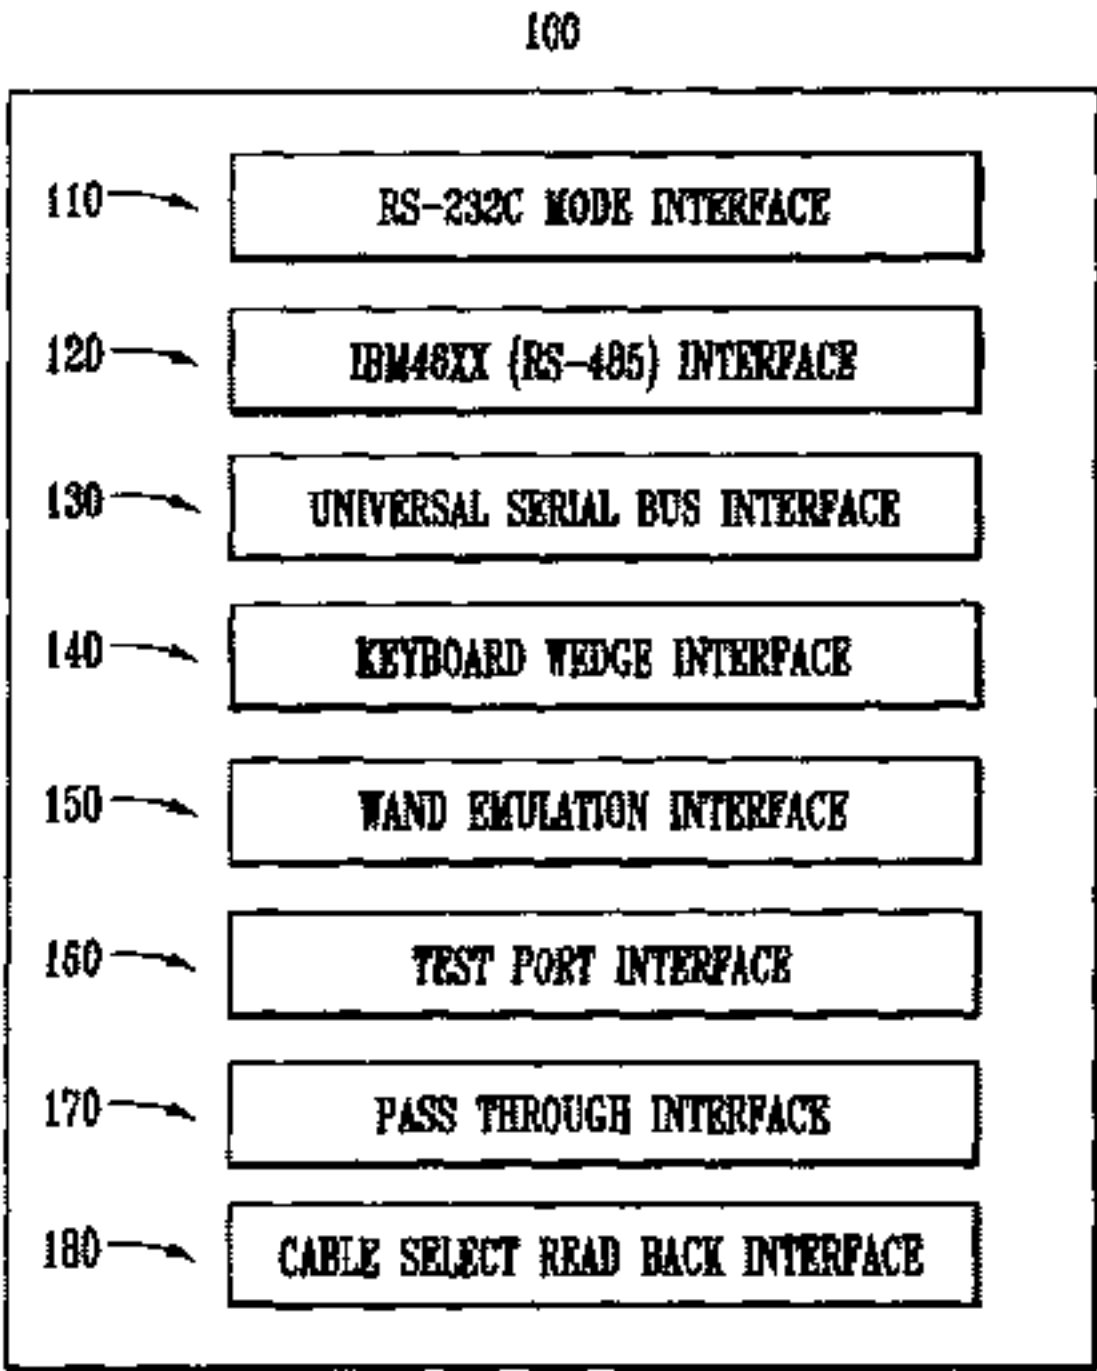 100
110 RS-232C MODE INTERFACE
120 IBM46XX (RS-485) INTERFACE
130 UNIVERSAL SERIAL BUS INTERFACE
140 KEYBOARD WEDGE INTERFACE
150 WAND EMULATION INTERFACE
160 TEST PORT INTERFACE
170 PASS THROUGH INTERFACE
180 CABLE SELECT READ BACK INTERFACE